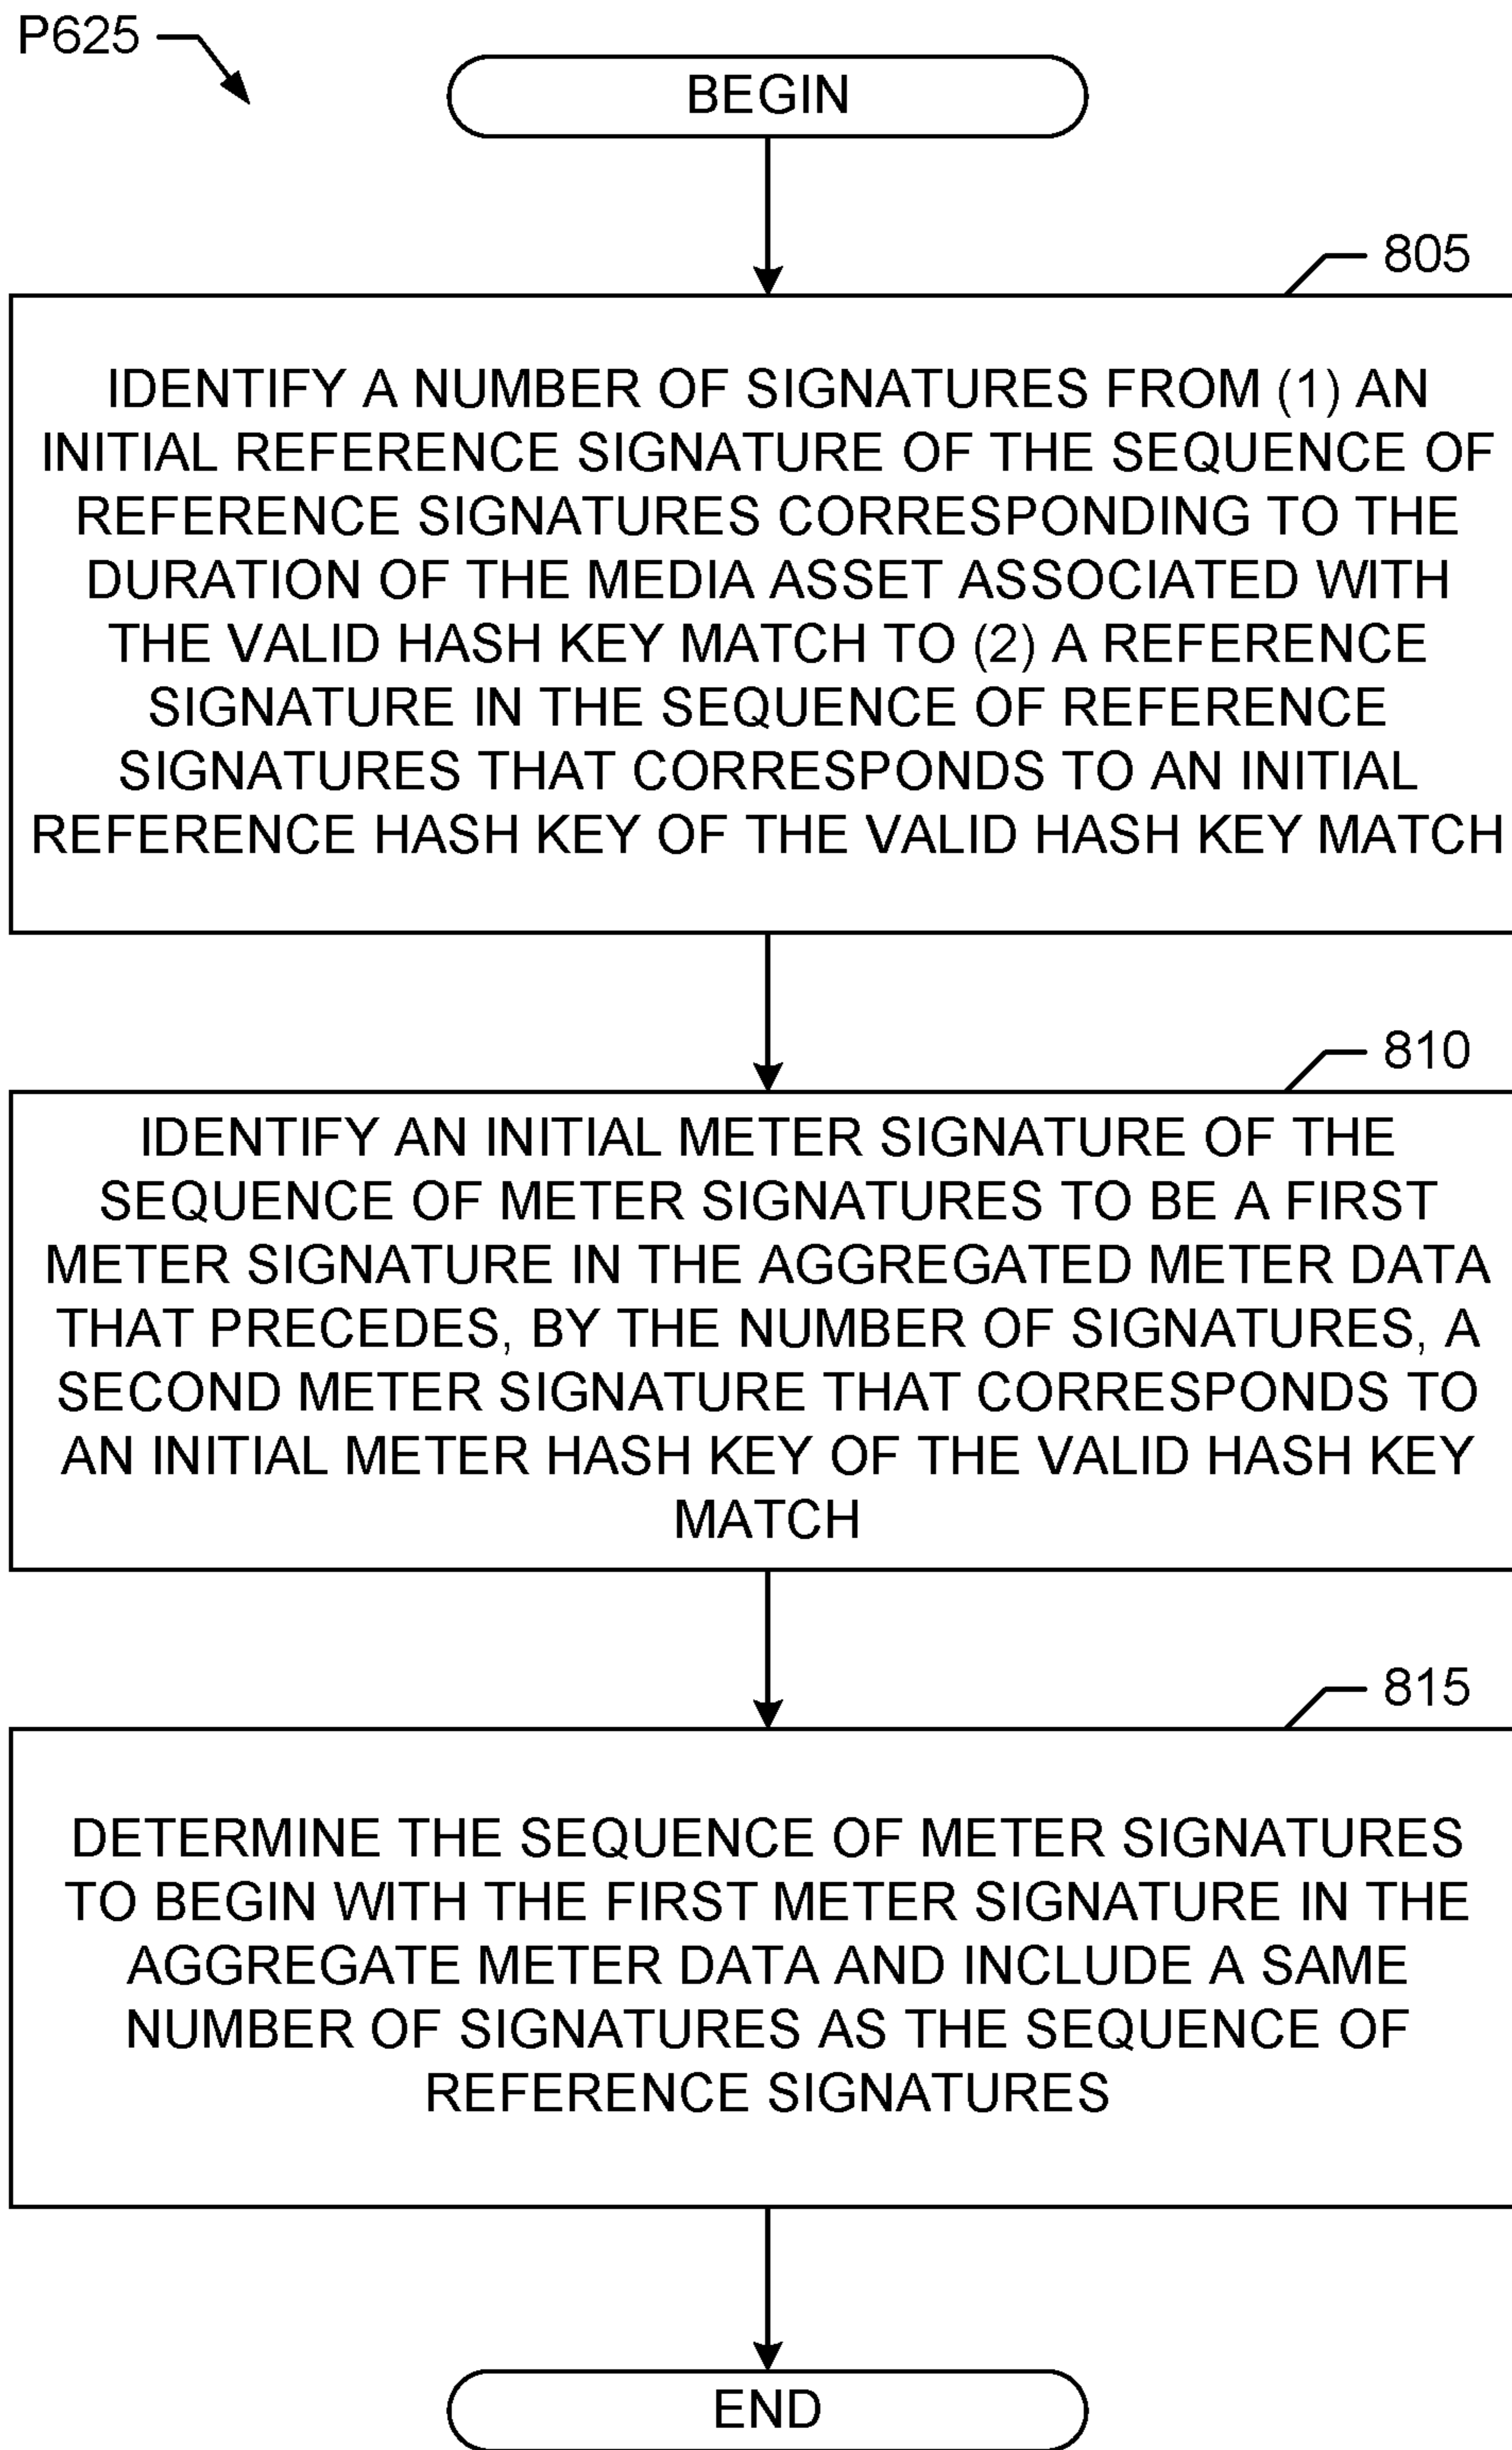 P625
BEGIN
805
IDENTIFY A NUMBER OF SIGNATURES FROM (1) AN
INITIAL REFERENCE SIGNATURE OF THE SEQUENCE OF
REFERENCE SIGNATURES CORRESPONDING TO THE
DURATION OF THE MEDIA ASSET ASSOCIATED WITH
THE VALID HASH KEY MATCH TO (2) A REFERENCE
SIGNATURE IN THE SEQUENCE OF REFERENCE
SIGNATURES THAT CORRESPONDS TO AN INITIAL
REFERENCE HASH KEY OF THE VALID HASH KEY MATCH
810
IDENTIFY AN INITIAL METER SIGNATURE OF THE
SEQUENCE OF METER SIGNATURES TO BE A FIRST
METER SIGNATURE IN THE AGGREGATED METER DATA
THAT PRECEDES, BY THE NUMBER OF SIGNATURES, A
SECOND METER SIGNATURE THAT CORRESPONDS TO
AN INITIAL METER HASH KEY OF THE VALID HASH KEY
MATCH
815
DETERMINE THE SEQUENCE OF METER SIGNATURES
TO BEGIN WITH THE FIRST METER SIGNATURE IN THE
AGGREGATE METER DATA AND INCLUDE A SAME
NUMBER OF SIGNATURES AS THE SEQUENCE OF
REFERENCE SIGNATURES
END